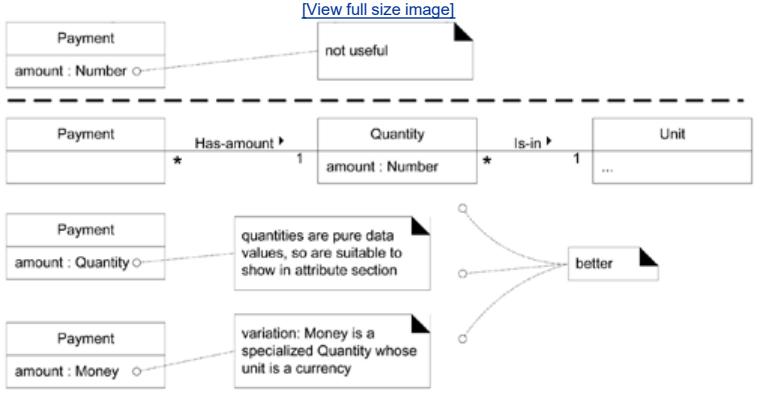 [View full size image]
Payment
amount : Number
not useful
Payment
Has-amount
*
1
Quantity
amount : Number
Is-in
*
1
Unit
...
Payment
amount : Quantity
quantities are pure data
values, so are suitable to
show in attribute section
better
Payment
amount : Money
variation: Money is a
specialized Quantity whose
unit is a currency